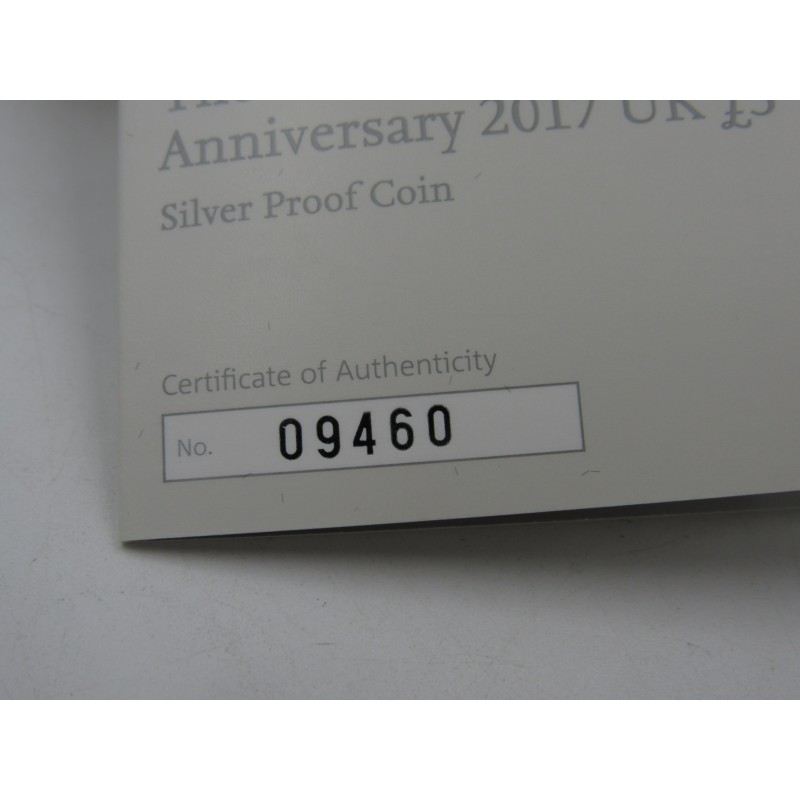 Anniversary 2017 UK £5
Silver Proof Coin
Certificate of Authenticity
No. 09460